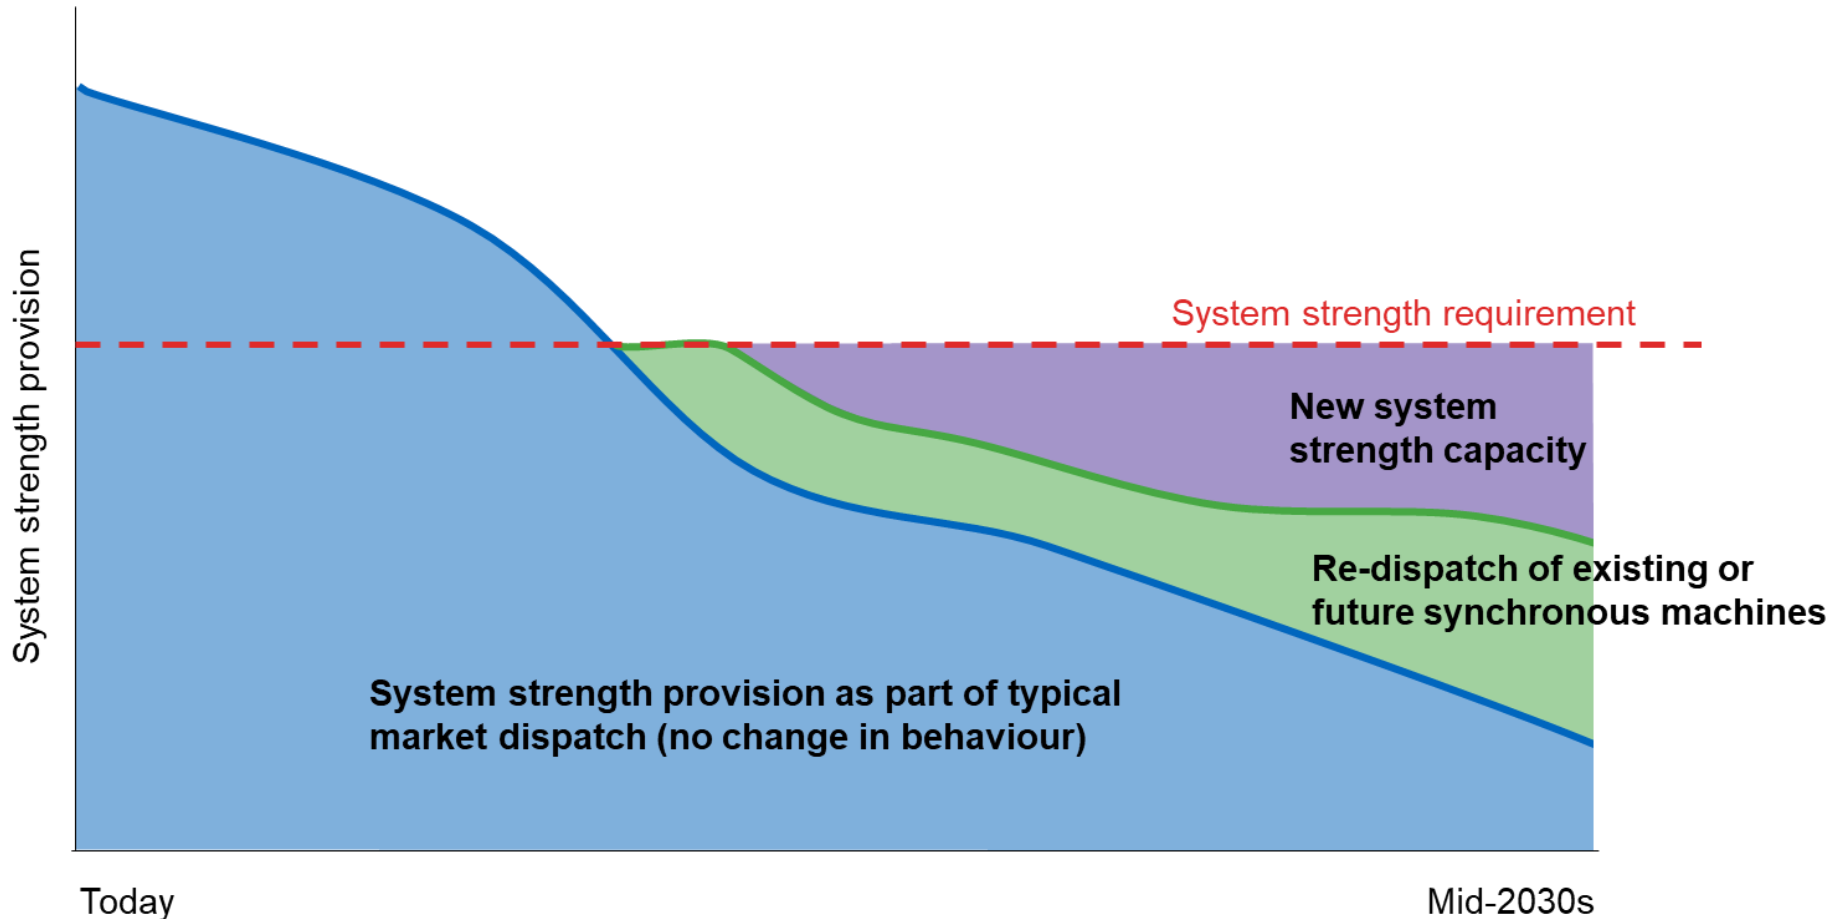 System strength provision
System strength requirement
New system
strength capacity
Re-dispatch of existing or
future synchronous machines
System strength provision as part of typical
market dispatch (no change in behaviour)
Today
Mid-2030s